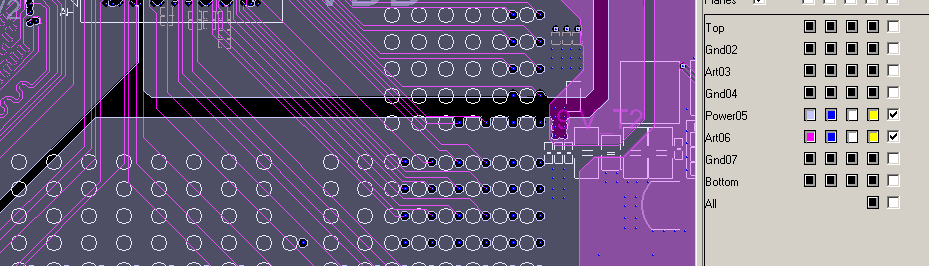 Planes
Top
Gnd02
Art03
Gnd04
Power05
Art06
Gnd07
Bottom
All